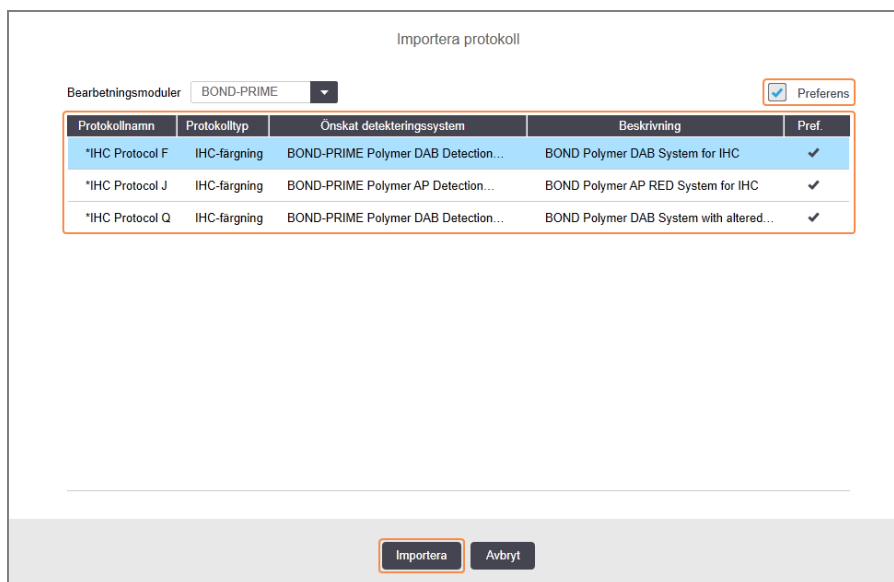 Importera protokoll
Bearbetningsmoduler BOND-PRIME Preferens
Protokollnamn Protokolltyp Önskat detekteringssystem Beskrivning Pref.
*IHC Protocol F IHC-färgning BOND-PRIME Polymer DAB Detection... BOND Polymer DAB System for IHC
*IHC Protocol J IHC-färgning BOND-PRIME Polymer AP Detection... BOND Polymer AP RED System for IHC
*IHC Protocol Q IHC-färgning BOND-PRIME Polymer DAB Detection... BOND Polymer DAB System with altered...
Importera Avbryt